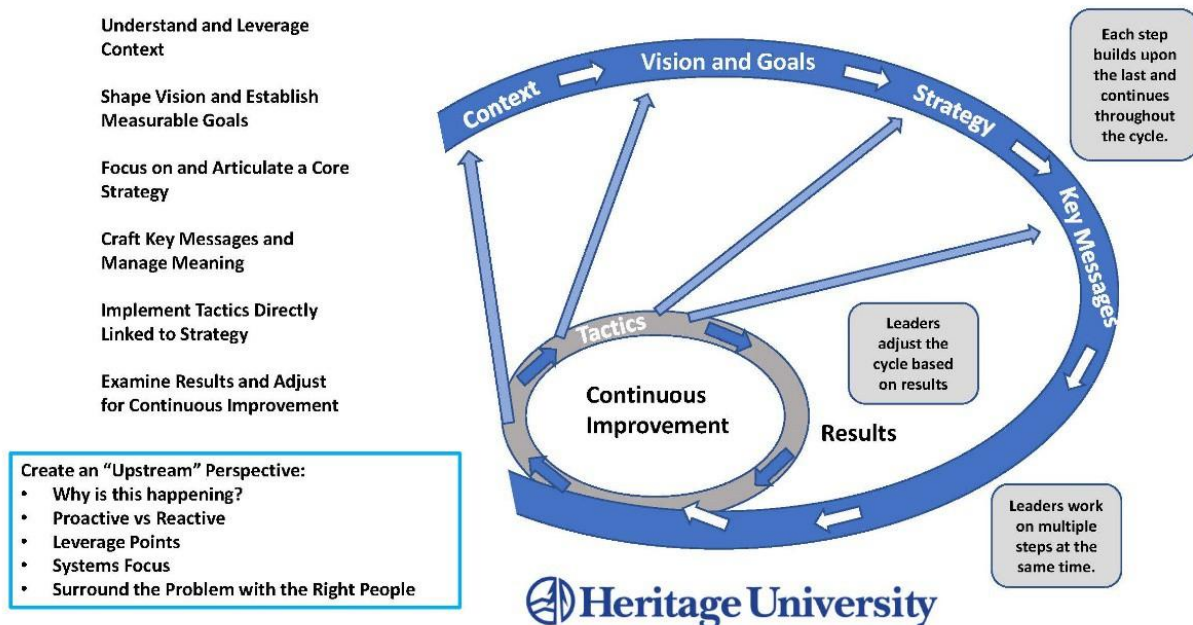 Understand and Leverage
Context
Shape Vision and Establish
Measurable Goals
Focus on and Articulate a Core
Strategy
Craft Key Messages and
Manage Meaning
Implement Tactics Directly
Linked to Strategy
Examine Results and Adjust
for Continuous Improvement
Create an “Upstream” Perspective:
• Why is this happening?
• Proactive vs Reactive
• Leverage Points
• Systems Focus
• Surround the Problem with the Right People
Context
Vision and Goals
Strategy
Key Messages
Tactics
Continuous
Improvement
Results
Each step
builds upon
the last and
continues
throughout
the cycle.
Leaders
adjust the
cycle based
on results
Leaders work
on multiple
steps at the
same time.
Heritage University